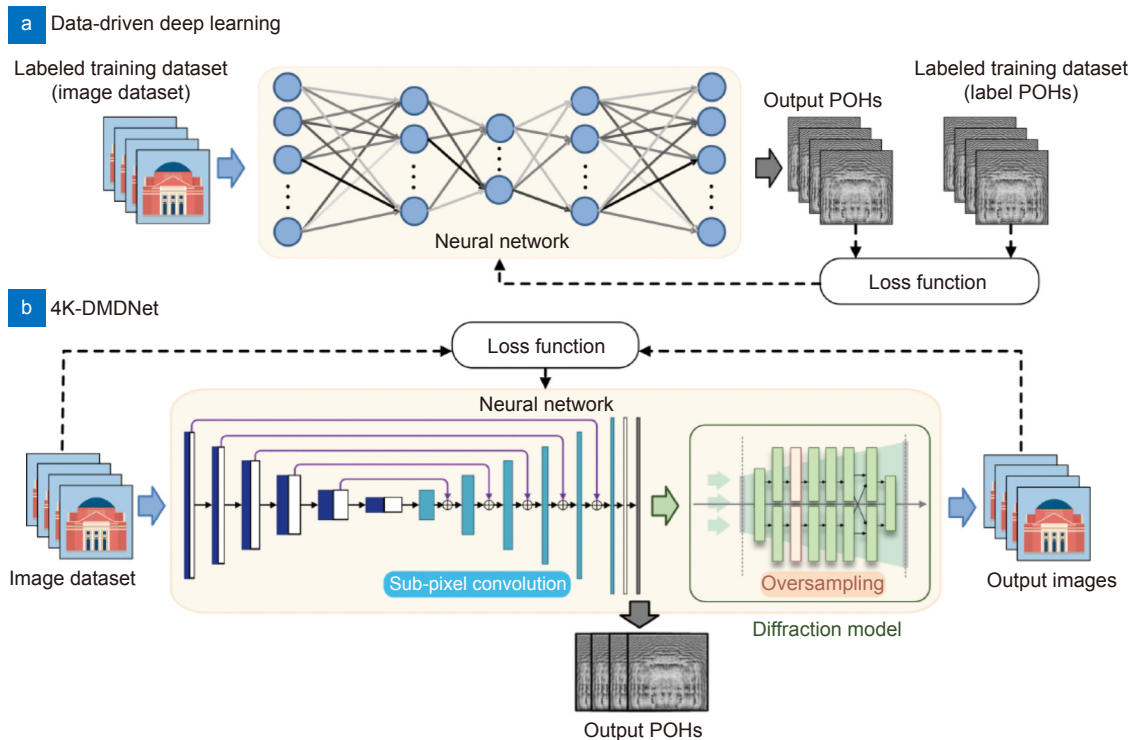 a Data-driven deep learning
Labeled training dataset
(image dataset)
Neural network
Output POHs
Labeled training dataset
(label POHs)
Loss function
b 4K-DMDNet
Loss function
Neural network
Image dataset
Sub-pixel convolution
Oversampling
Diffraction model
Output images
Output POHs